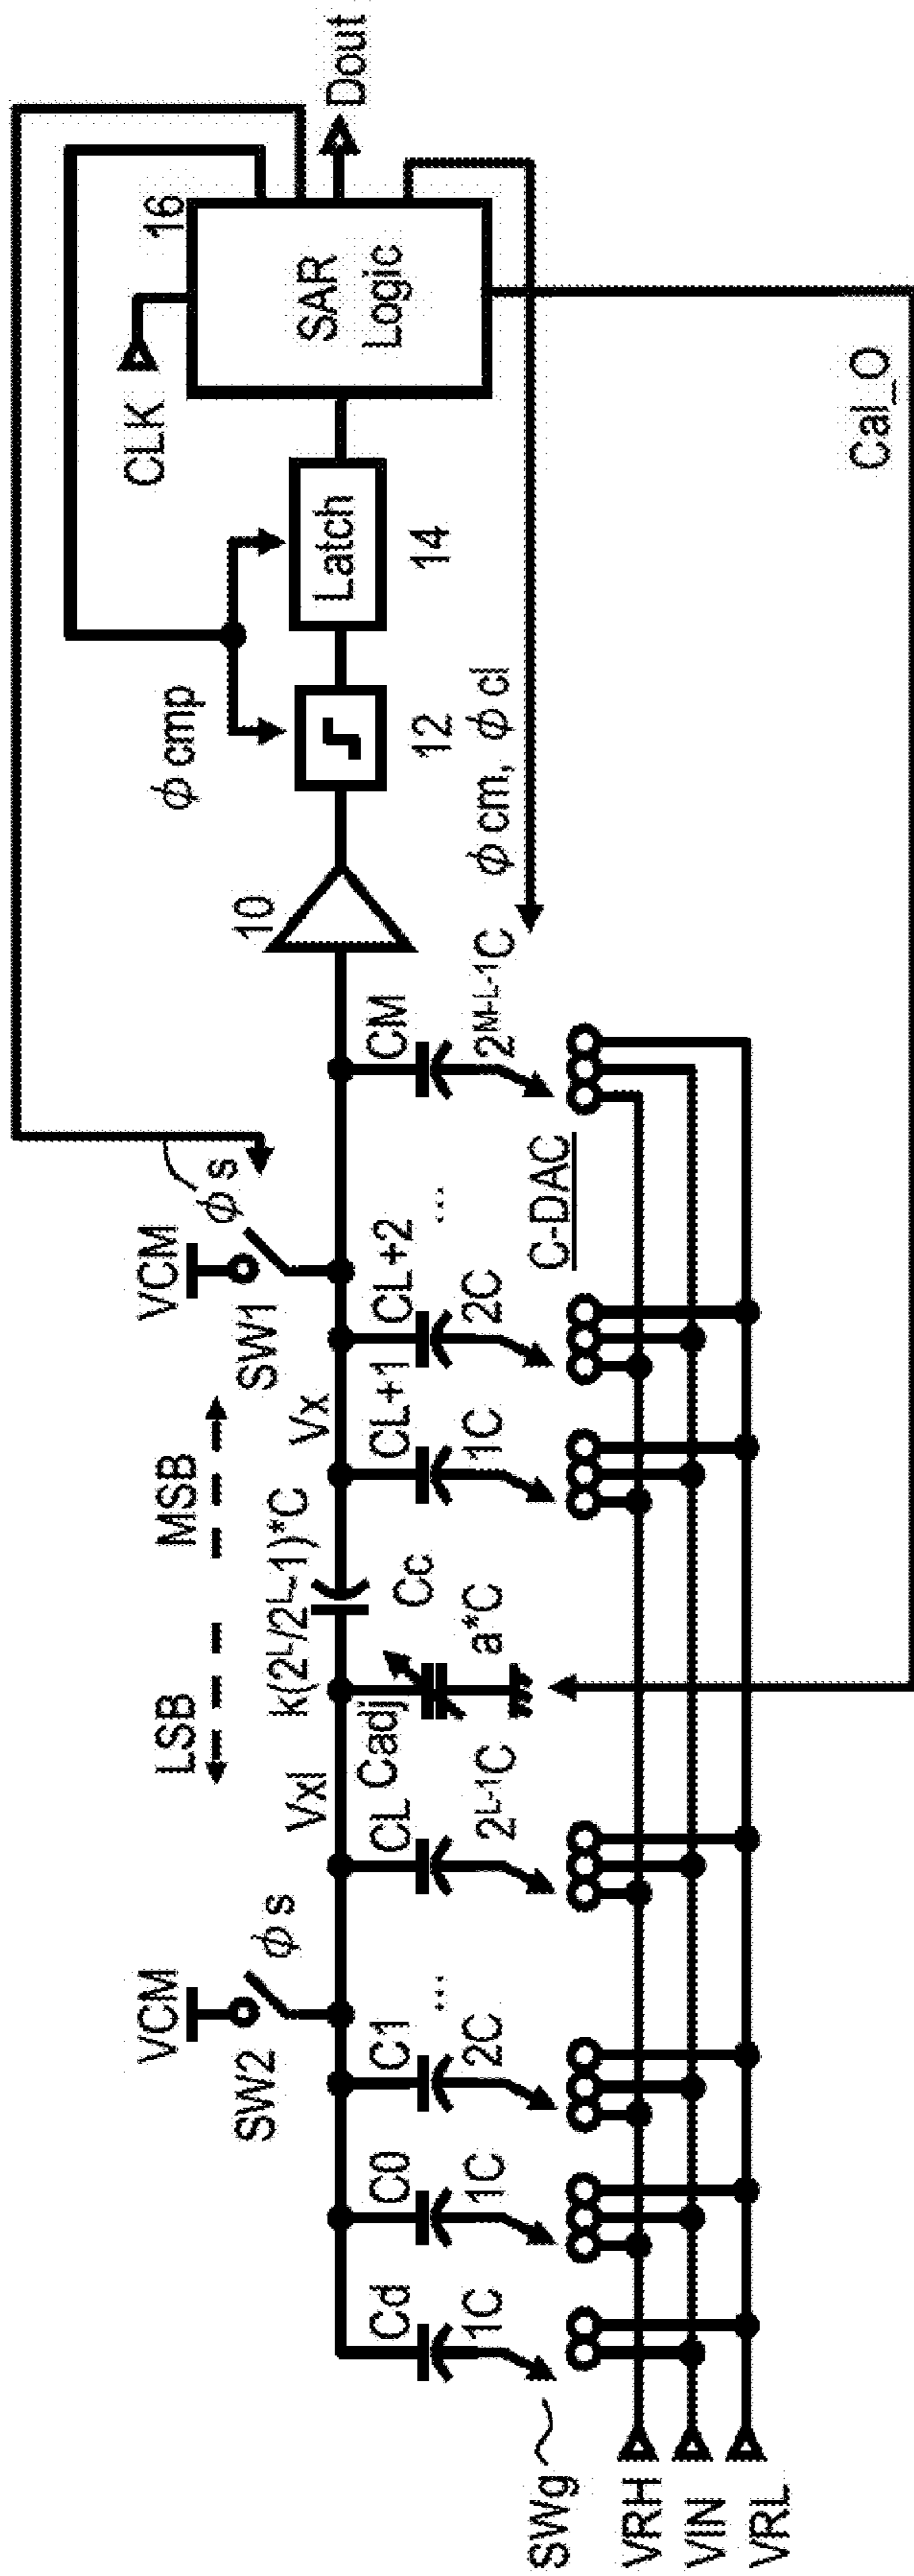 VCM
φs
SW2
LSB
MSB
VCM
φs
SW1
φcmp
CLK
16
SAR
Logic
Dout
Latch
14
12
10
Vxl
k(2ᴸ/2ᴸ-1)*C
Vx
Cd
1C
C0
1C
C1
2C
...
CL
2ᴸ⁻¹C
Cadj
a*C
Cc
CL+1
1C
CL+2
2C
...
CM
2ᴹ⁻ᴸ⁻¹C
φcm, φcl
C-DAC
Cal_O
SWg
VRH
VIN
VRL